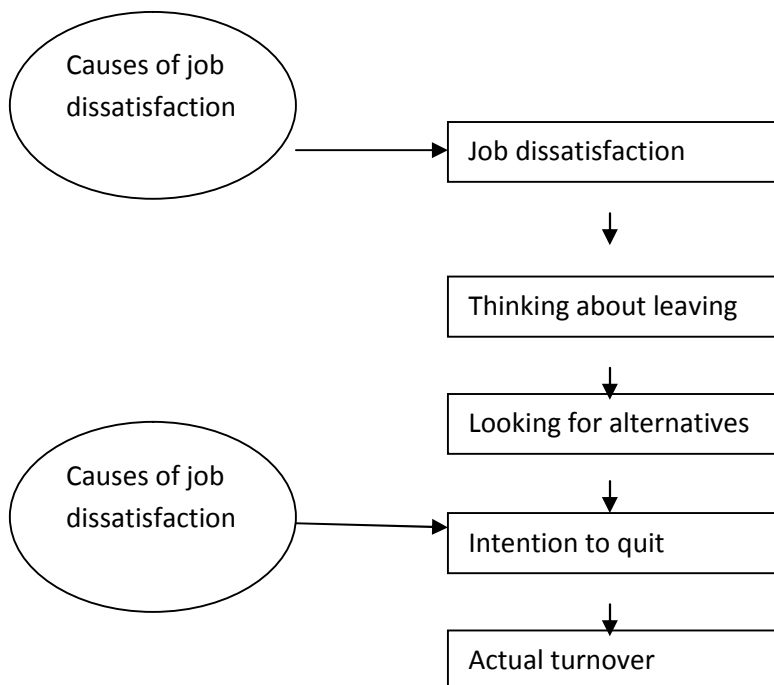 Causes of job
dissatisfaction
Job dissatisfaction
Thinking about leaving
Looking for alternatives
Causes of job
dissatisfaction
Intention to quit
Actual turnover